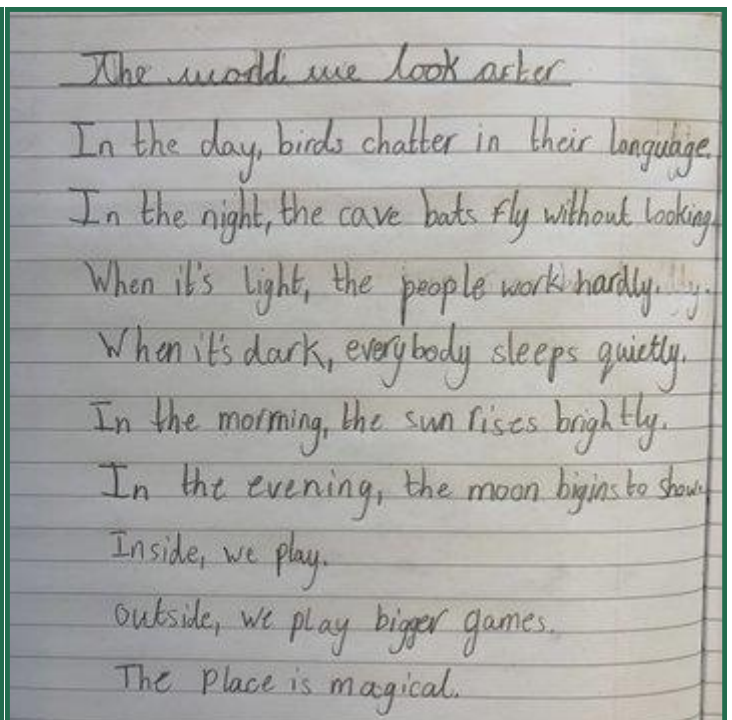 The world we look after
In the day, birds chatter in their language.
In the night, the cave bats fly without looking
When it's light, the people work hardly.
When it's dark, everybody sleeps quietly.
In the morming, the sun rises brightly.
In the evening, the moon bigins to show.
Inside, we play.
Outside, we play bigger games.
The Place is magical.